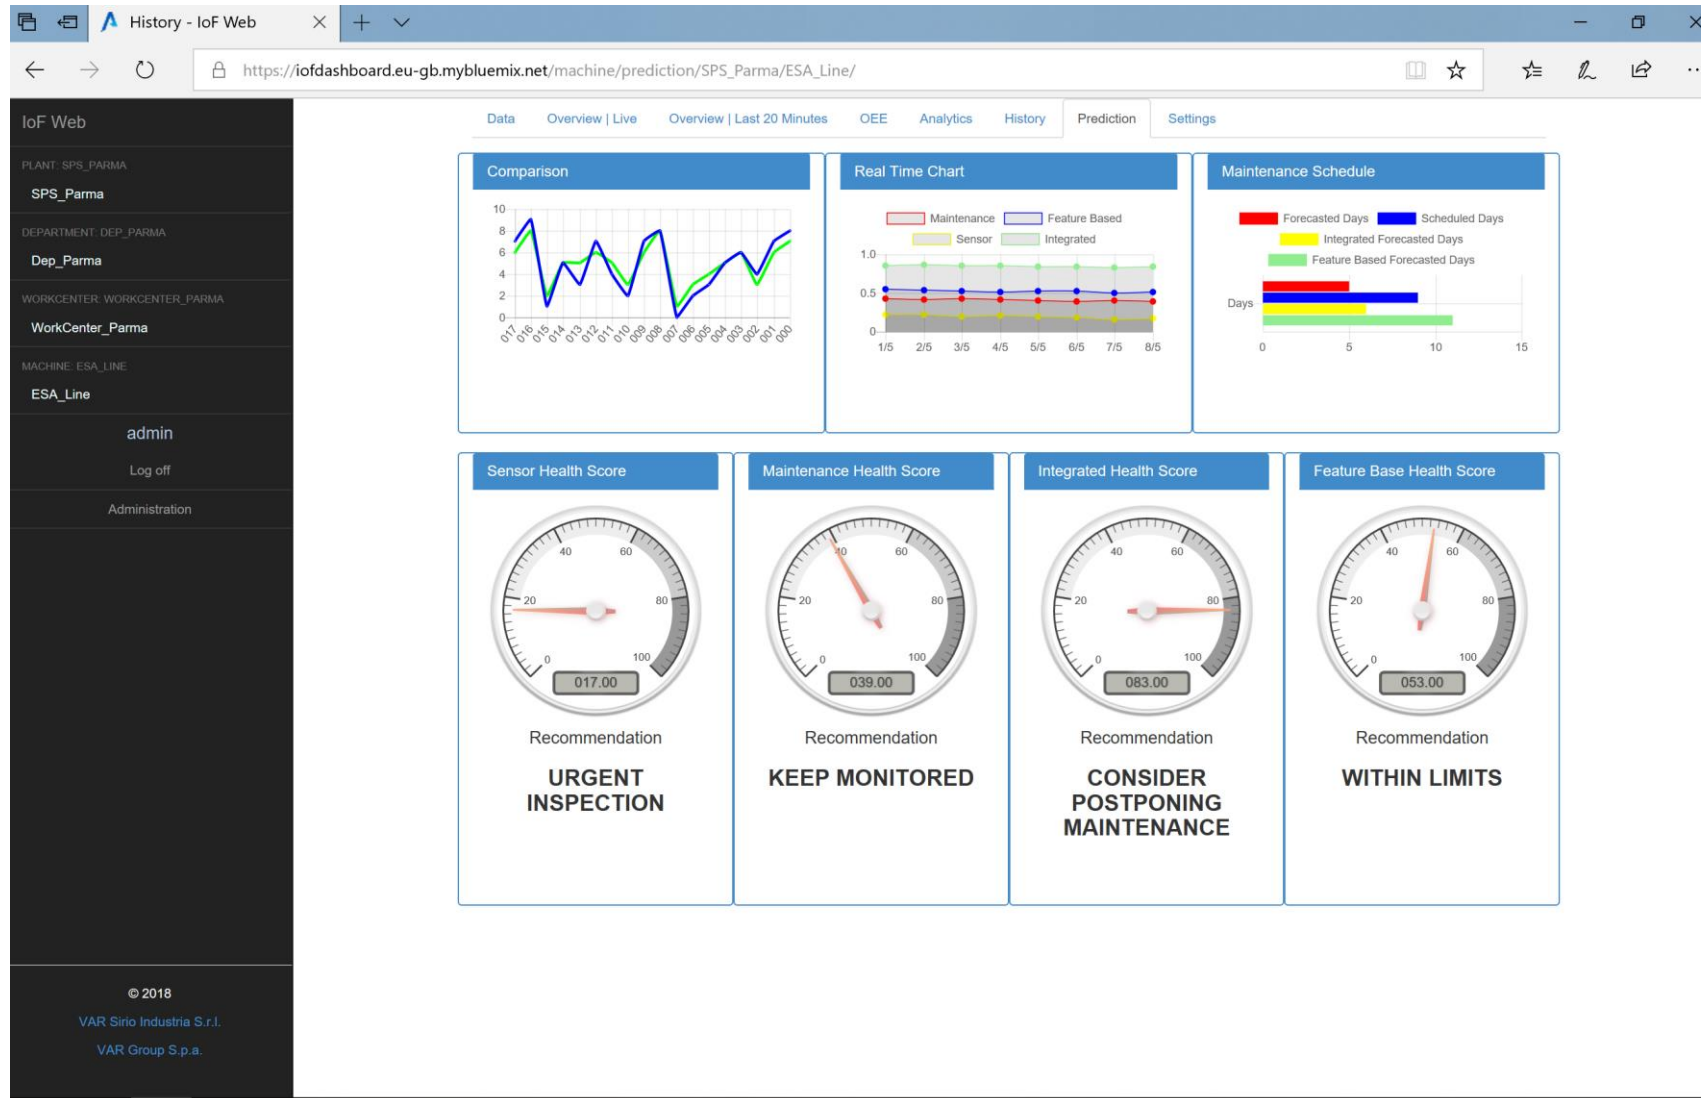 History - IoF Web
https://iofdashboard.eu-gb.mybluemix.net/machine/prediction/SPS_Parma/ESA_Line/
IoF Web
PLANT: SPS_PARMA
SPS_Parma
DEPARTMENT: DEP_PARMA
Dep_Parma
WORKCENTER: WORKCENTER_PARMA
WorkCenter_Parma
MACHINE: ESA_LINE
ESA_Line
admin
Log off
Administration
© 2018
VAR Sirio Industria S.r.l.
VAR Group S.p.a.
Data Overview | Live Overview | Last 20 Minutes OEE Analytics History Prediction Settings
Comparison
10
8
6
4
2
0
017 016 015 014 013 012 011 010 009 008 007 006 005 004 003 002 001 000
Real Time Chart
Maintenance Feature Based
Sensor Integrated
1.0
0.5
0
1/5 2/5 3/5 4/5 5/5 6/5 7/5 8/5
Maintenance Schedule
Forecasted Days Scheduled Days
Integrated Forecasted Days
Feature Based Forecasted Days
Days
0 5 10 15
Sensor Health Score
40 60
20 80
0 100
017.00
Recommendation
URGENT
INSPECTION
Maintenance Health Score
40 60
20 80
0 100
039.00
Recommendation
KEEP MONITORED
Integrated Health Score
40 60
20 80
0 100
083.00
Recommendation
CONSIDER
POSTPONING
MAINTENANCE
Feature Base Health Score
40 60
20 80
0 100
053.00
Recommendation
WITHIN LIMITS